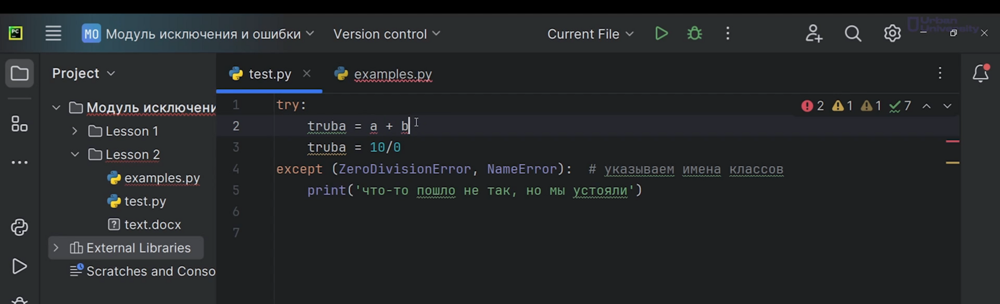 Urban
University
PC
MO Модуль исключения и ошибки Version control Current File
Project
test.py examples.py
Модуль исключени
Lesson 1
Lesson 2
examples.py
test.py
text.docx
External Libraries
Scratches and Conso
2 1 1 7
1 try:
2 truba = a + b
3 truba = 10/0
4 except (ZeroDivisionError, NameError): # указываем имена классов
5 print('что-то пошло не так, но мы устояли')
6
7